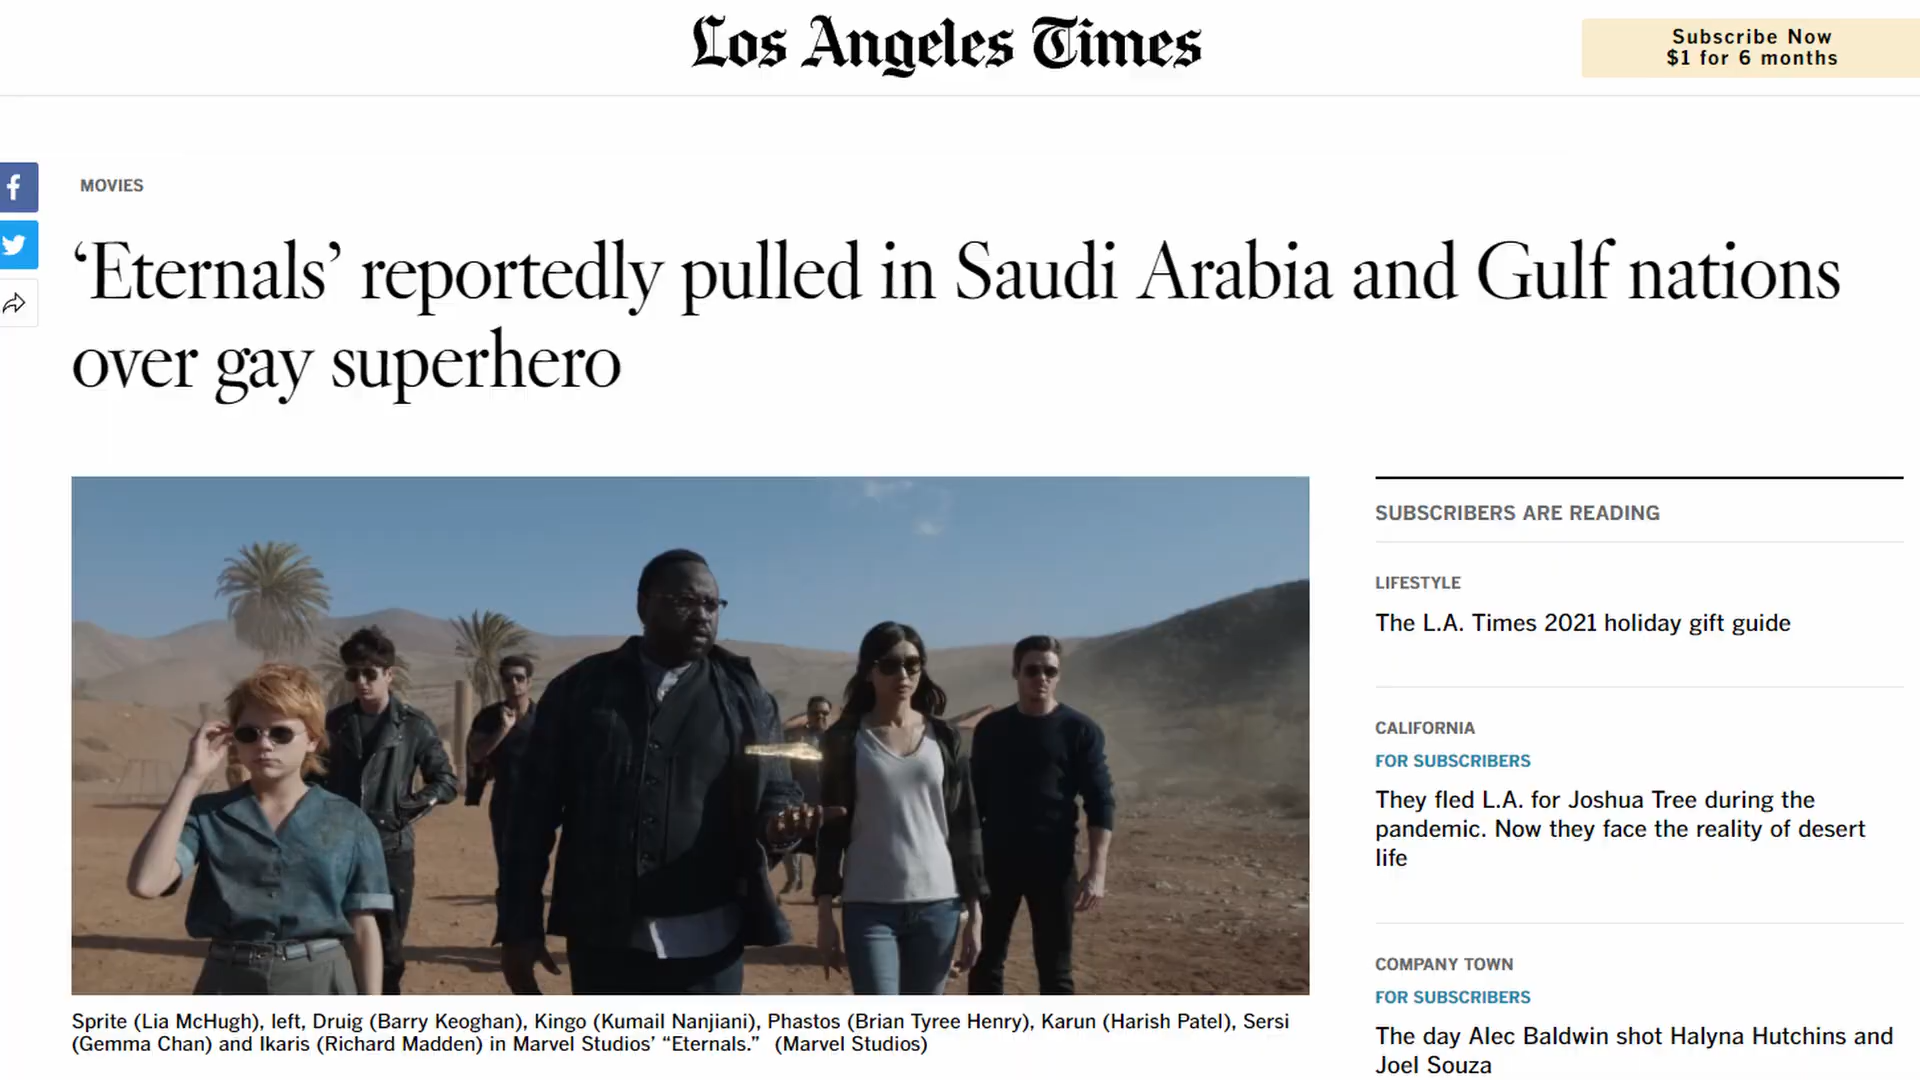 Los Angeles Times
Subscribe Now
$1 for 6 months
MOVIES
‘Eternals’ reportedly pulled in Saudi Arabia and Gulf nations
over gay superhero
Sprite (Lia McHugh), left, Druig (Barry Keoghan), Kingo (Kumail Nanjiani), Phastos (Brian Tyree Henry), Karun (Harish Patel), Sersi
(Gemma Chan) and Ikaris (Richard Madden) in Marvel Studios’ “Eternals.” (Marvel Studios)
SUBSCRIBERS ARE READING
LIFESTYLE
The L.A. Times 2021 holiday gift guide
CALIFORNIA
FOR SUBSCRIBERS
They fled L.A. for Joshua Tree during the
pandemic. Now they face the reality of desert
life
COMPANY TOWN
FOR SUBSCRIBERS
The day Alec Baldwin shot Halyna Hutchins and
Joel Souza